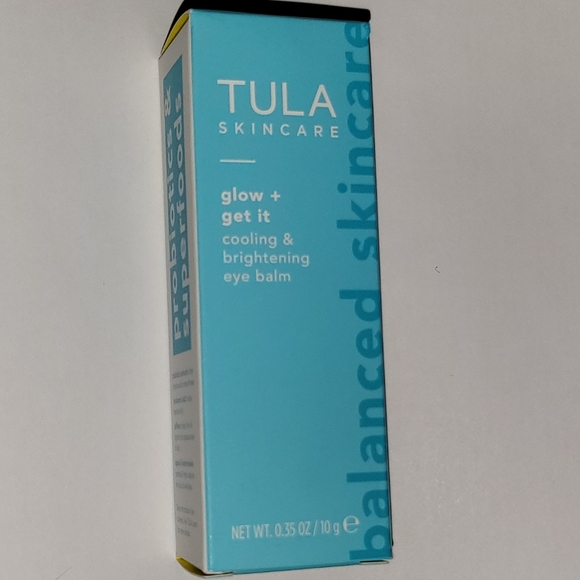 TULA
SKINCARE
glow +
get it
cooling &
brightening
eye balm
NET WT. 0.35 OZ / 10 g ℮
balanced skincare
probiotics &
superfoods